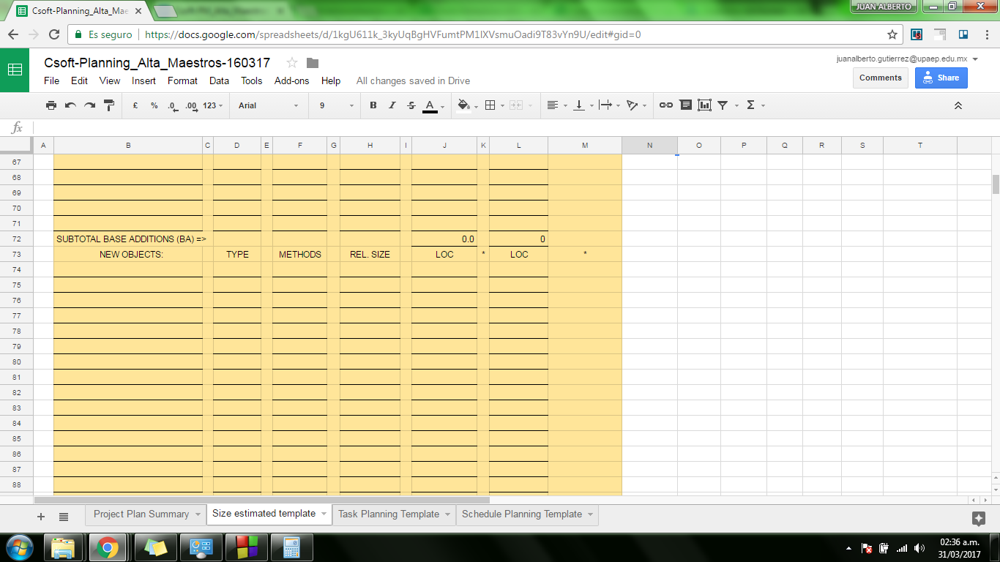 Csoft-Planning_Alta_Mae
JUAN ALBERTO
Es seguro https://docs.google.com/spreadsheets/d/1kgU611k_3kyUqBgHVFumtPM1lXVsmuOadi9T83vYn9U/edit#gid=0
Csoft-Planning_Alta_Maestros-160317
juanalberto.gutierrez@upaep.edu.mx
File Edit View Insert Format Data Tools Add-ons Help All changes saved in Drive
Comments Share
£ % .0 .00 123 Arial 9 B I S A Σ
fx
A B C D E F G H I J K L M N O P Q R S T
67
68
69
70
71
72 SUBTOTAL BASE ADDITIONS (BA) => 0.0 0
73 NEW OBJECTS: TYPE METHODS REL. SIZE LOC * LOC *
74
75
76
77
78
79
80
81
82
83
84
85
86
87
88
Project Plan Summary Size estimated template Task Planning Template Schedule Planning Template
02:36 a.m.
31/03/2017